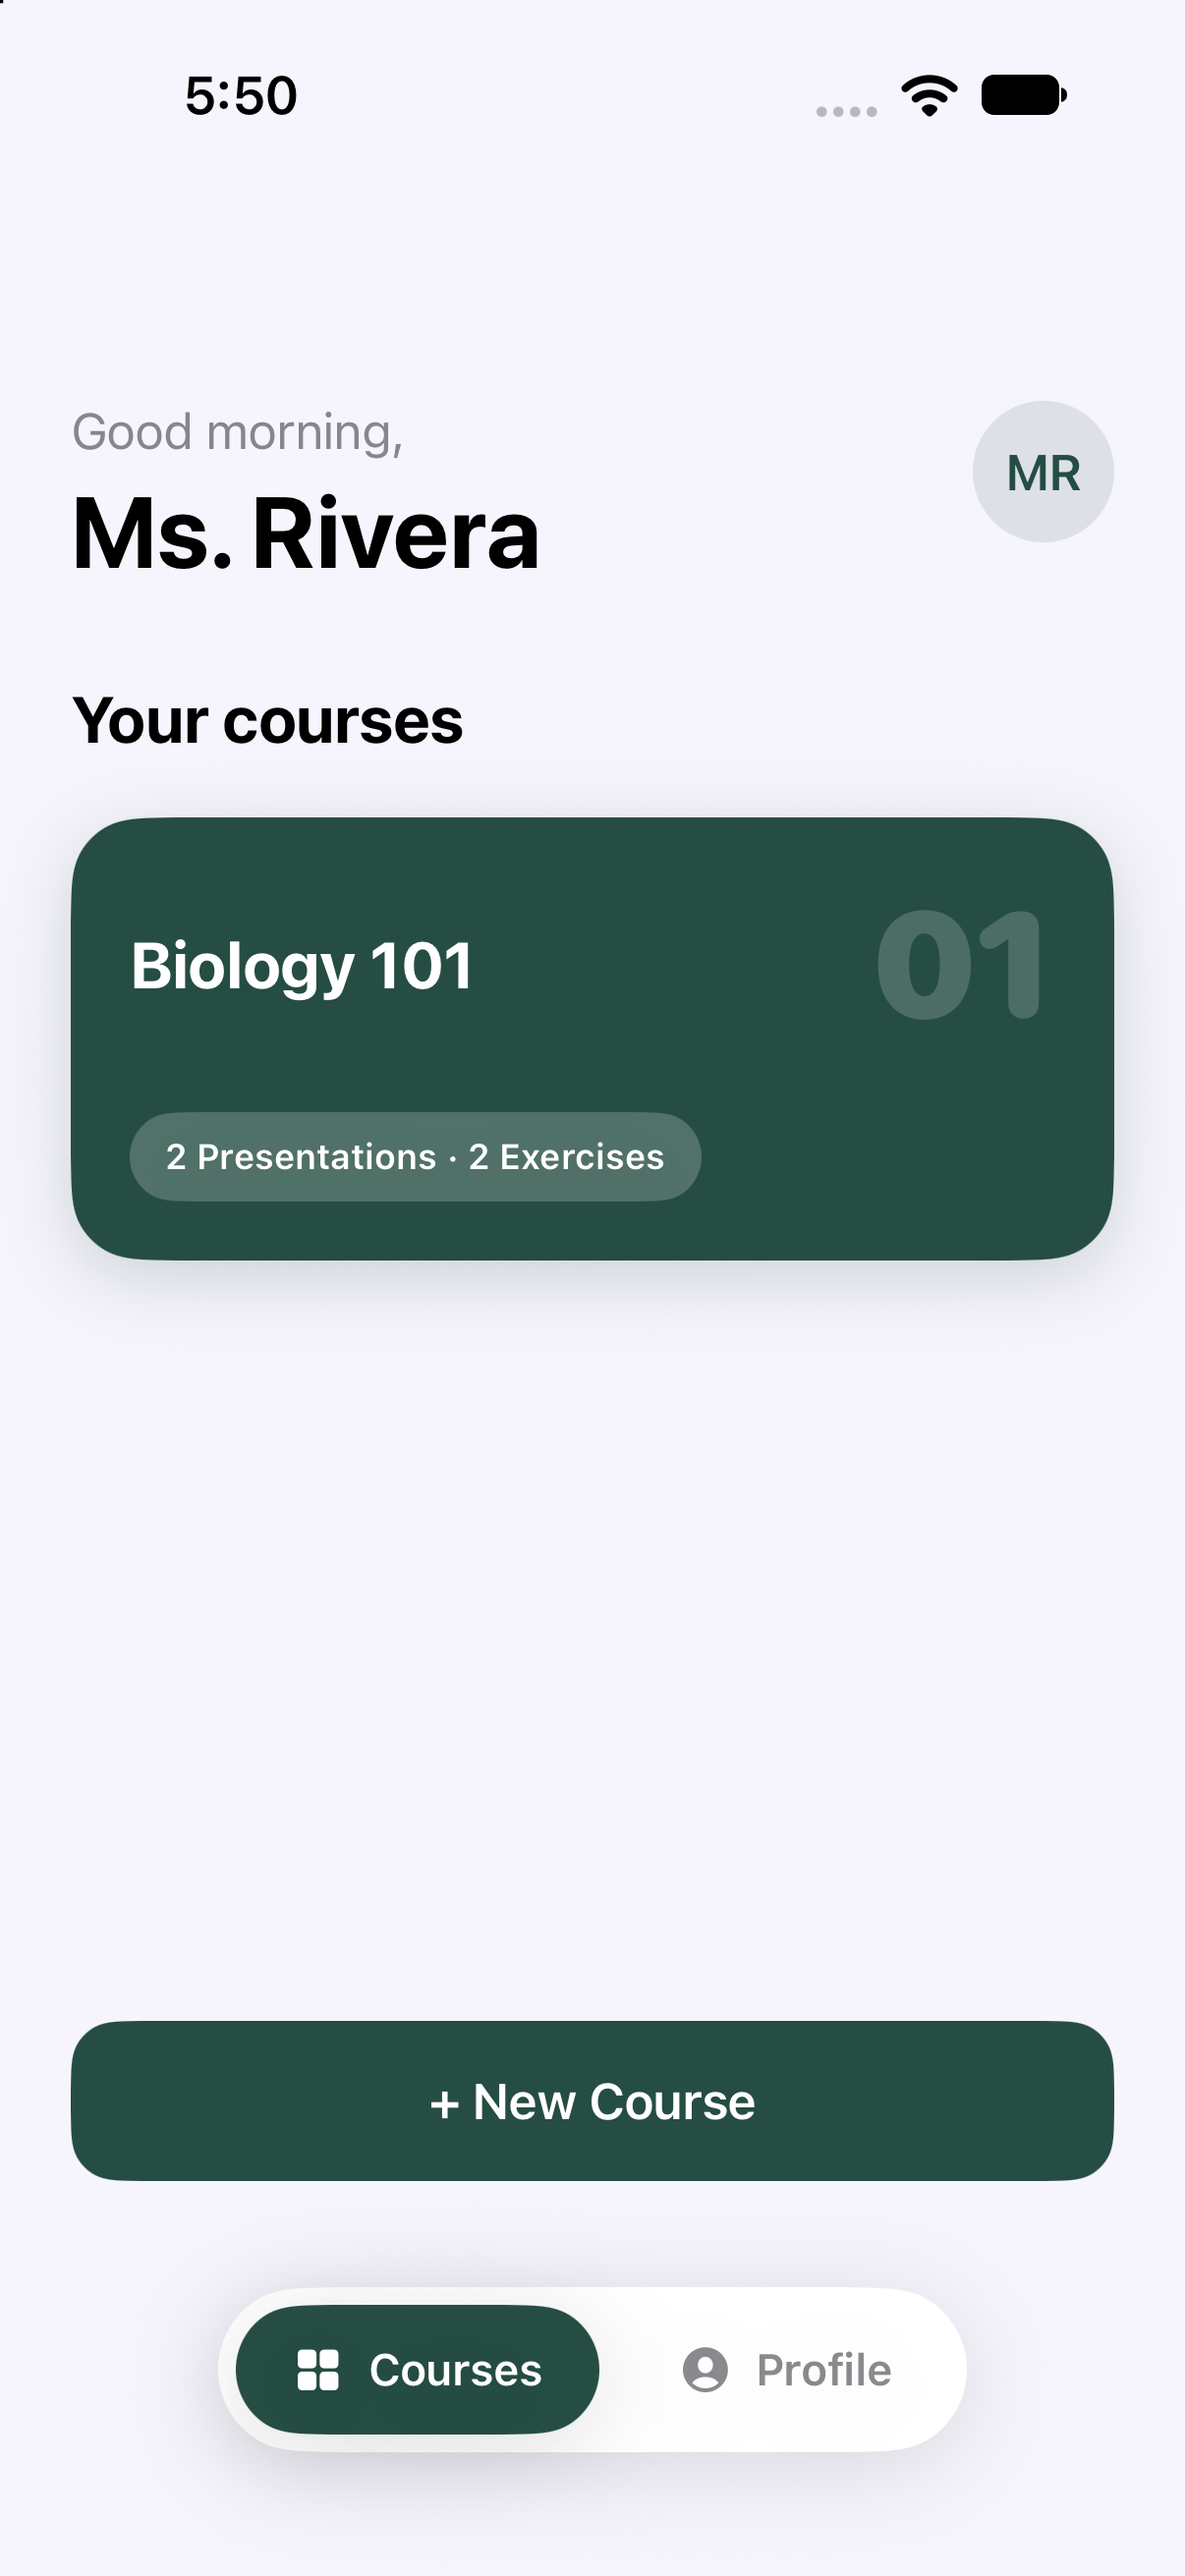 5:50
Good morning,
MR
Ms. Rivera
Your courses
Biology 101
01
2 Presentations · 2 Exercises
+ New Course
Courses
Profile